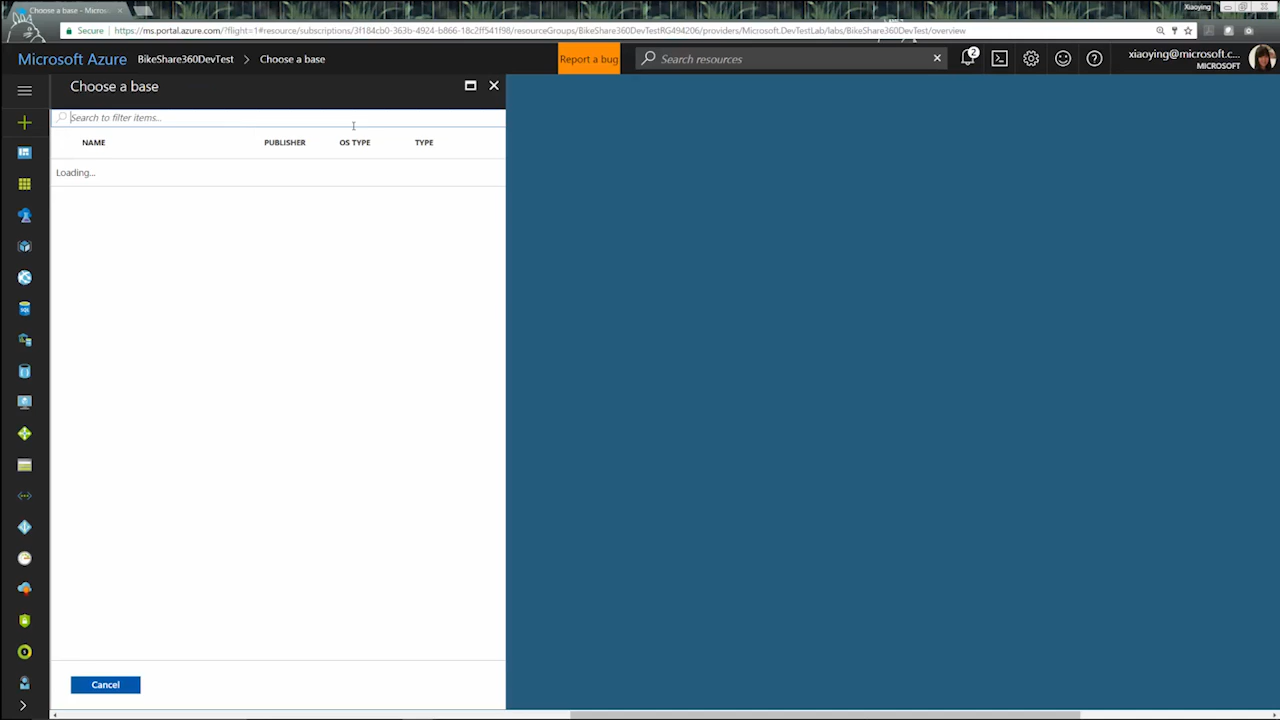 Choose a base - Micros
Xiaoying
Secure
https://ms.portal.azure.com/?flight=1#resource/subscriptions/3f184cb0-363b-4924-b866-18c2ff541f98/resourceGroups/BikeShare360DevTestRG494206/providers/Microsoft.DevTestLab/labs/BikeShare360DevTest/overview
Microsoft Azure
BikeShare360DevTest
Choose a base
Report a bug
Search resources
2
xiaoying@microsoft.c...
MICROSOFT
Choose a base
Search to filter items...
NAME PUBLISHER OS TYPE TYPE
Loading...
SQL
Cancel